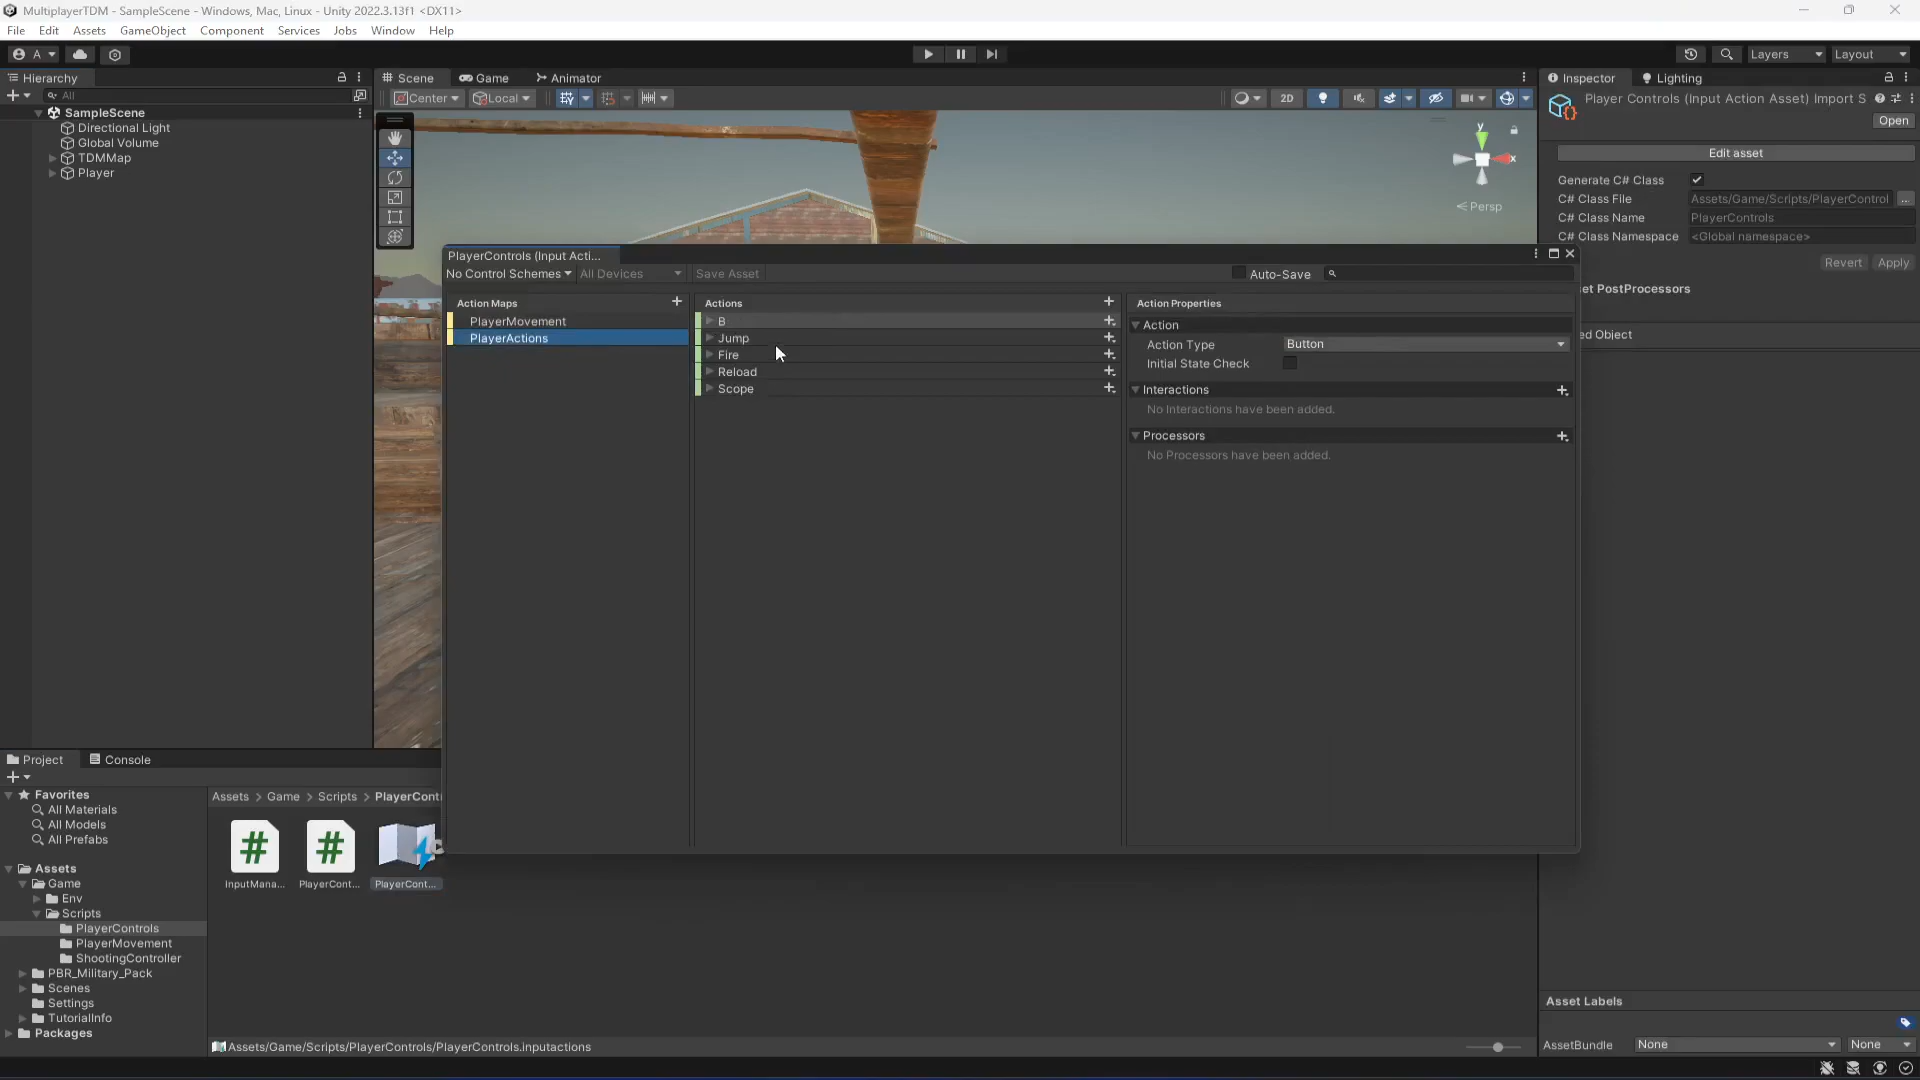 MultiplayerTDM - SampleScene - Windows, Mac, Linux - Unity 2022.3.13f1 <DX11>
File Edit Assets GameObject Component Services Jobs Window Help
A Layers Layout
Hierarchy
All
SampleScene
Directional Light
Global Volume
TDMMap
Player
Scene Game Animator
Center Local 2D
y
x
Persp
Inspector Lighting
Player Controls (Input Action Asset) Import S
Open
Edit asset
Generate C# Class
C# Class File Assets/Game/Scripts/PlayerControl ...
C# Class Name PlayerControls
C# Class Namespace <Global namespace>
Revert Apply
et PostProcessors
ed Object
PlayerControls (Input Acti...
No Control Schemes All Devices Save Asset Auto-Save
Action Maps
PlayerMovement
PlayerActions
Actions
B
Jump
Fire
Reload
Scope
Action Properties
Action
Action Type Button
Initial State Check
Interactions
No Interactions have been added.
Processors
No Processors have been added.
Project Console
Favorites
All Materials
All Models
All Prefabs
Assets
Game
Env
Scripts
PlayerControls
PlayerMovement
ShootingController
PBR_Military_Pack
Scenes
Settings
TutorialInfo
Packages
Assets > Game > Scripts > PlayerCont
# #
InputMana... PlayerCont... PlayerCont...
Assets/Game/Scripts/PlayerControls/PlayerControls.inputactions
Asset Labels
AssetBundle None None